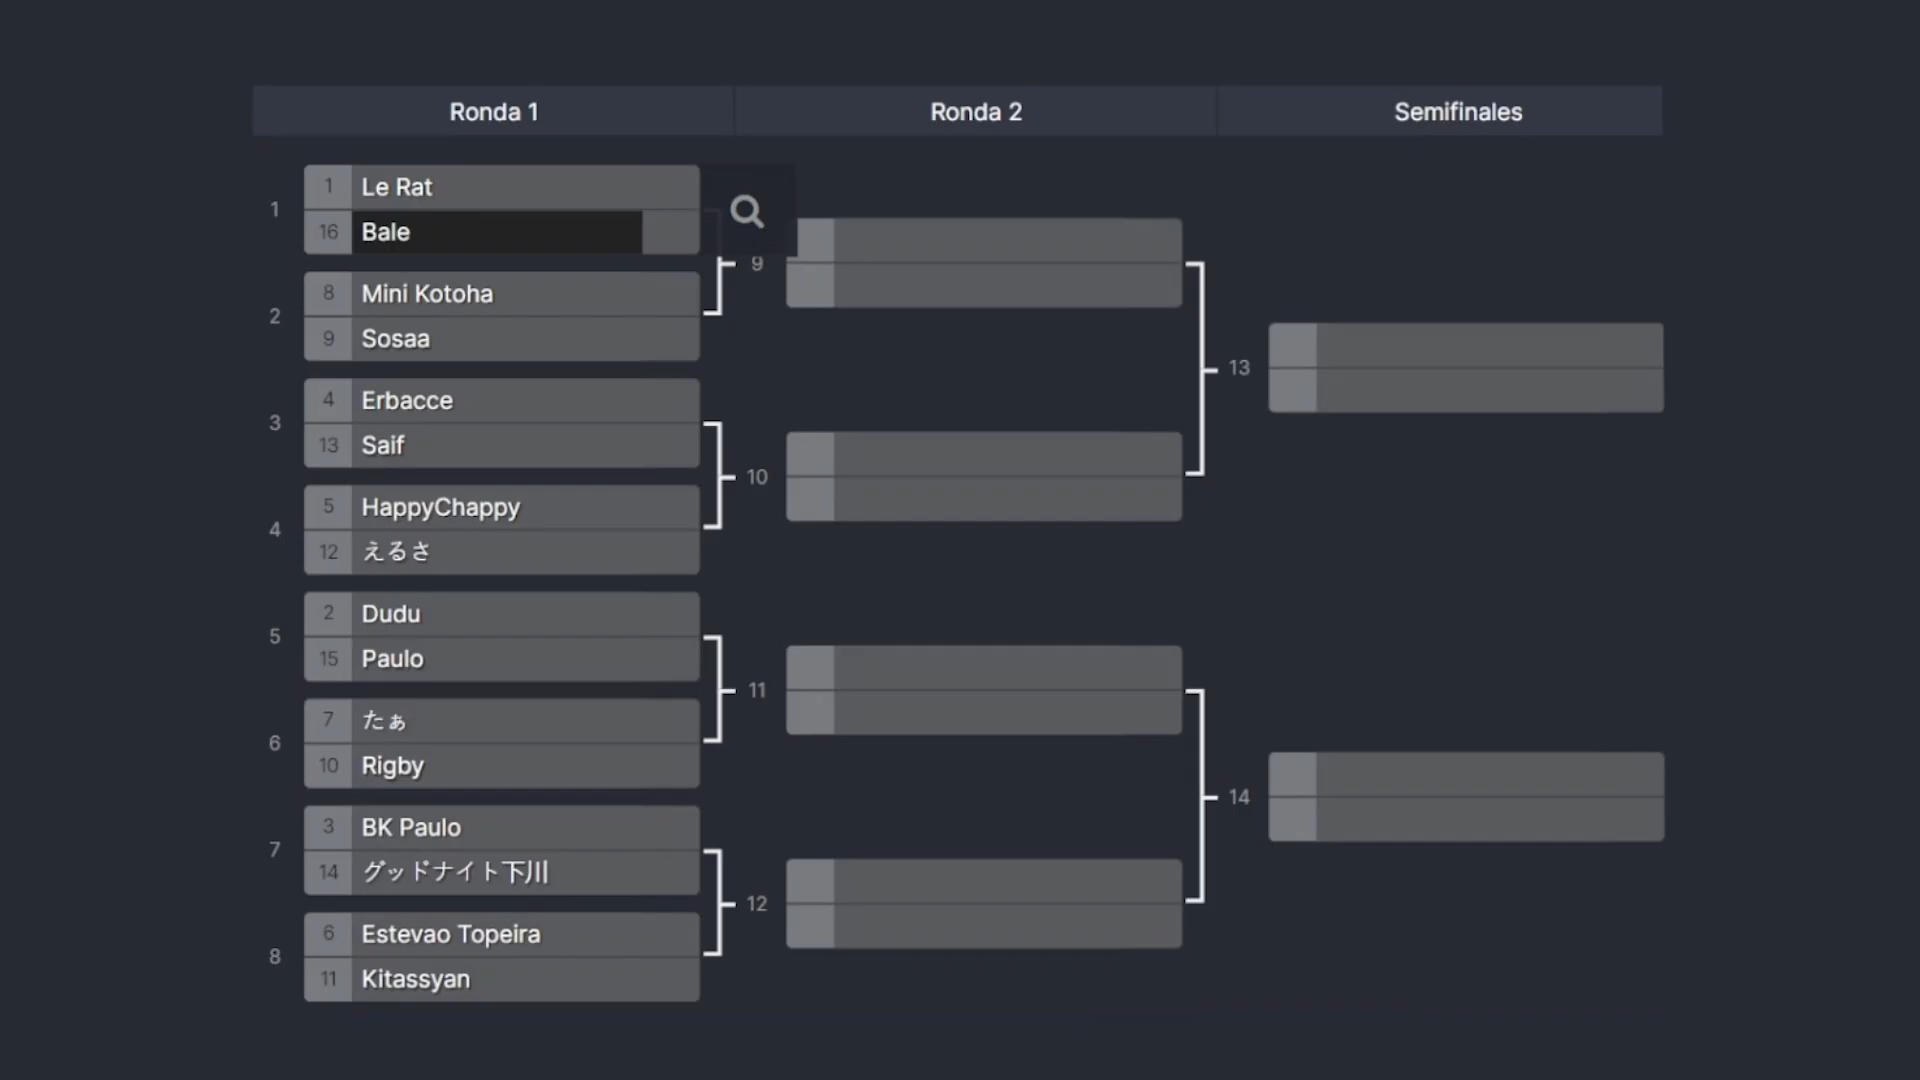 Ronda 1 Ronda 2 Semifinales
1
1 Le Rat
16 Bale
2
8 Mini Kotoha
9 Sosaa
3
4 Erbacce
13 Saif
4
5 HappyChappy
12 えるさ
5
2 Dudu
15 Paulo
6
7 たぁ
10 Rigby
7
3 BK Paulo
14 グッドナイト下川
8
6 Estevao Topeira
11 Kitassyan
9
10
11
12
13
14